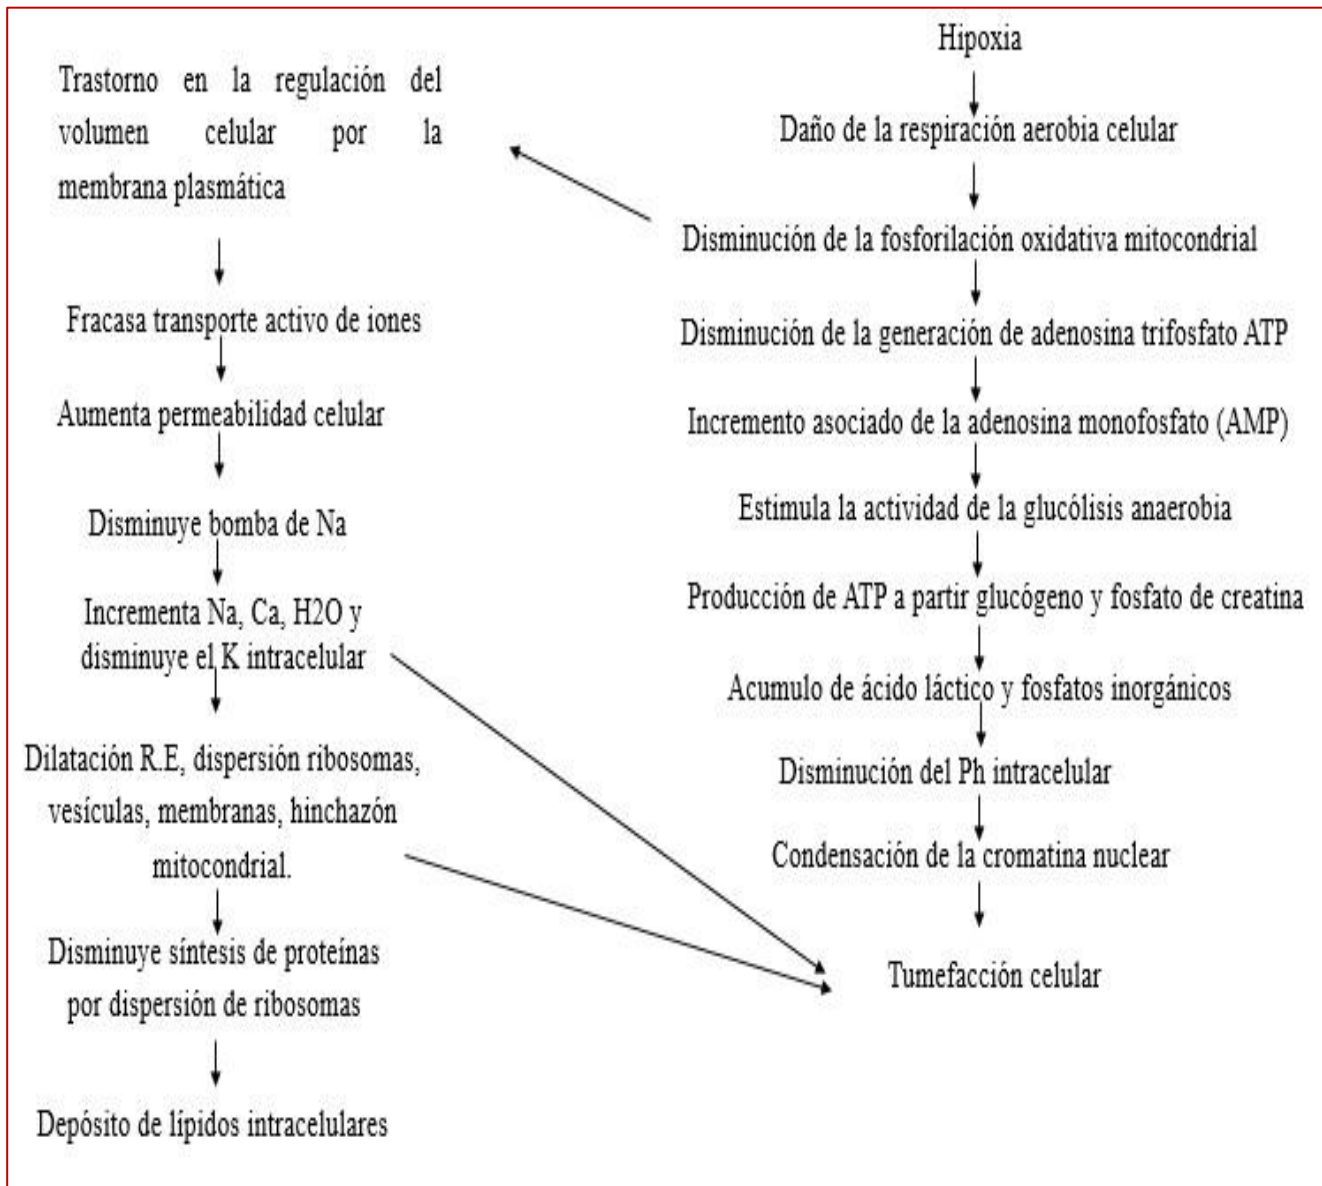 Hipoxia
Daño de la respiración aerobia celular
Disminución de la fosforilación oxidativa mitocondrial
Disminución de la generación de adenosina trifosfato ATP
Incremento asociado de la adenosina monofosfato (AMP)
Estimula la actividad de la glucólisis anaerobia
Producción de ATP a partir glucógeno y fosfato de creatina
Acumulo de ácido láctico y fosfatos inorgánicos
Disminución del Ph intracelular
Condensación de la cromatina nuclear
Tumefacción celular
Trastorno en la regulación del
volumen celular por la
membrana plasmática
Fracasa transporte activo de iones
Aumenta permeabilidad celular
Disminuye bomba de Na
Incrementa Na, Ca, H2O y
disminuye el K intracelular
Dilatación R.E, dispersión ribosomas,
vesículas, membranas, hinchazón
mitocondrial.
Disminuye síntesis de proteínas
por dispersión de ribosomas
Depósito de lípidos intracelulares